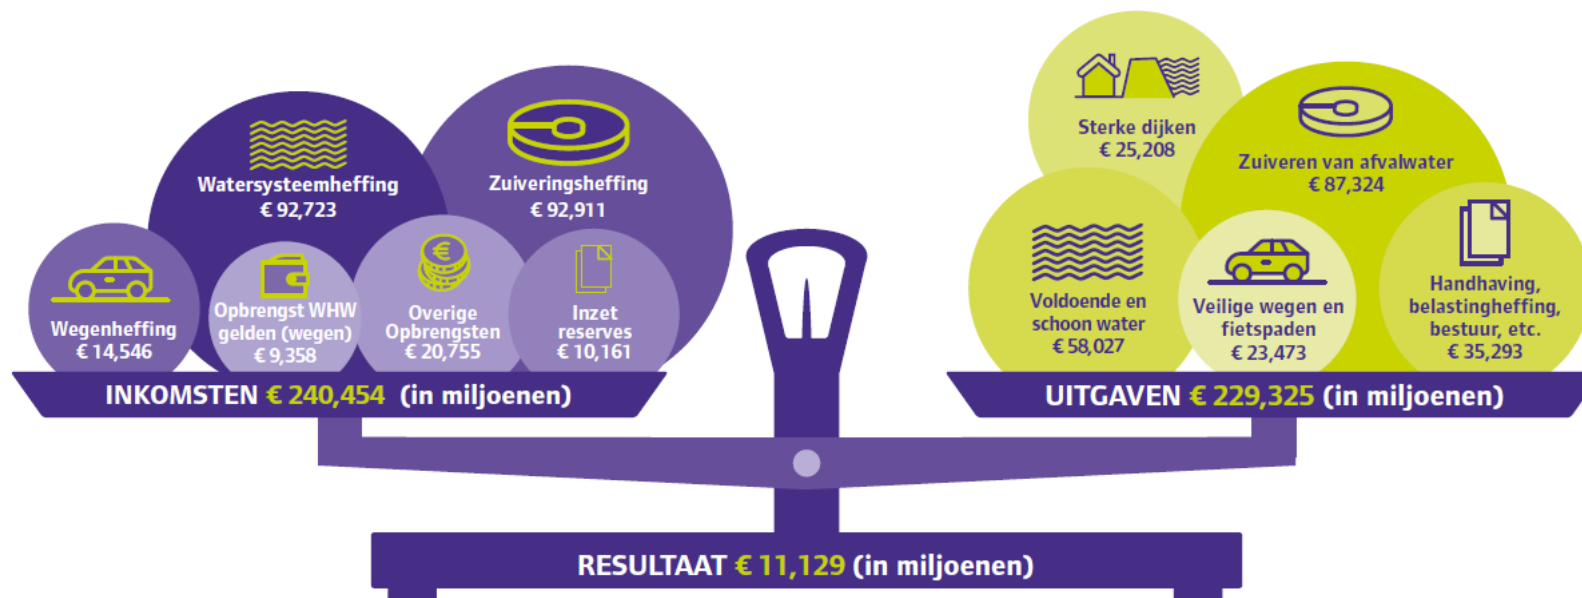 Watersysteemheffing
€ 92,723
Zuiveringsheffing
€ 92,911
Wegenheffing
€ 14,546
Opbrengst WHW
gelden (wegen)
€ 9,358
€
Overige
Opbrengsten
€ 20,755
Inzet
reserves
€ 10,161
INKOMSTEN € 240,454 (in miljoenen)
Sterke dijken
€ 25,208
Zuiveren van afvalwater
€ 87,324
Voldoende en
schoon water
€ 58,027
Veilige wegen en
fietspaden
€ 23,473
Handhaving,
belastingheffing,
bestuur, etc.
€ 35,293
UITGAVEN € 229,325 (in miljoenen)
RESULTAAT € 11,129 (in miljoenen)